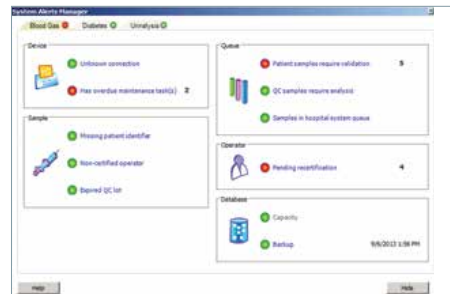 System Alerts Manager
Blood Gas
Diabetes
Urinalysis
Device
Unknown connection
Has overdue maintenance task(s) 2
Sample
Missing patient identifier
Non-certified operator
Expired QC lot
Queue
Patient samples require validation 5
QC samples require analysis
Samples in hospital system queue
Operator
Pending recertification 4
Database
Capacity
Backup 9/6/2013 1:56 PM
Help
Hide